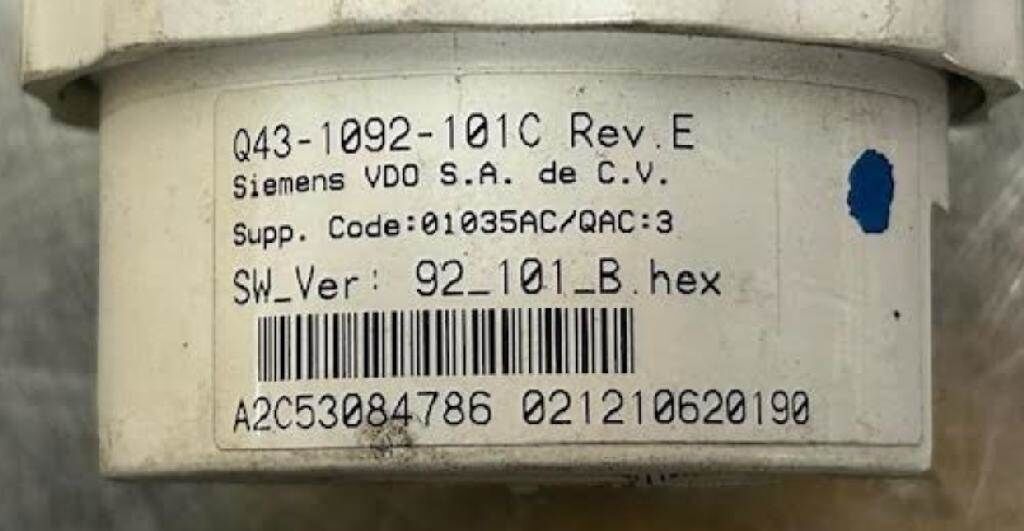 Q43-1092-101C Rev.E
Siemens VDO S.A. de C.V.
Supp. Code:01035AC/QAC:3
SW_Ver: 92_101_B.hex
A2C53084786 021210620190